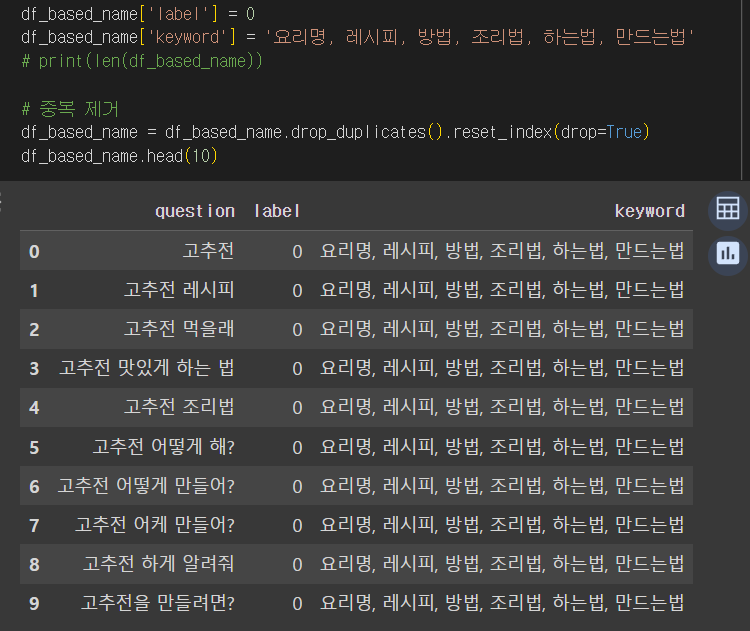 df_based_name['label'] = 0
df_based_name['keyword'] = '요리명, 레시피, 방법, 조리법, 하는법, 만드는법'
# print(len(df_based_name))
# 중복 제거
df_based_name = df_based_name.drop_duplicates().reset_index(drop=True)
df_based_name.head(10)
question label keyword
0 고추전 0 요리명, 레시피, 방법, 조리법, 하는법, 만드는법
1 고추전 레시피 0 요리명, 레시피, 방법, 조리법, 하는법, 만드는법
2 고추전 먹을래 0 요리명, 레시피, 방법, 조리법, 하는법, 만드는법
3 고추전 맛있게 하는 법 0 요리명, 레시피, 방법, 조리법, 하는법, 만드는법
4 고추전 조리법 0 요리명, 레시피, 방법, 조리법, 하는법, 만드는법
5 고추전 어떻게 해? 0 요리명, 레시피, 방법, 조리법, 하는법, 만드는법
6 고추전 어떻게 만들어? 0 요리명, 레시피, 방법, 조리법, 하는법, 만드는법
7 고추전 어케 만들어? 0 요리명, 레시피, 방법, 조리법, 하는법, 만드는법
8 고추전 하게 알려줘 0 요리명, 레시피, 방법, 조리법, 하는법, 만드는법
9 고추전을 만들려면? 0 요리명, 레시피, 방법, 조리법, 하는법, 만드는법